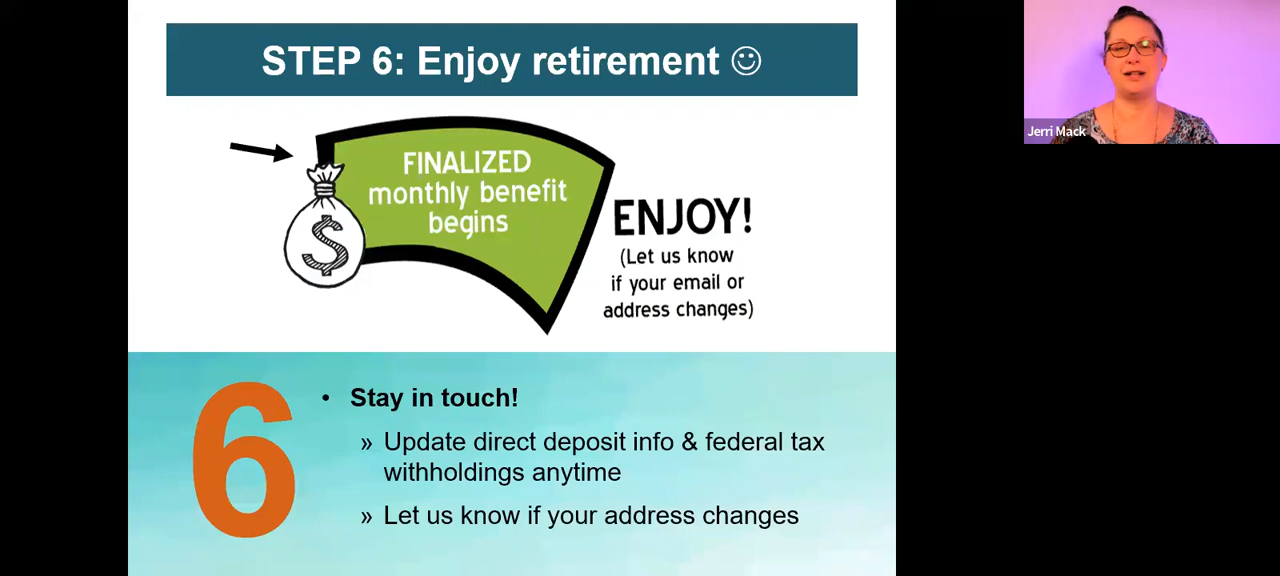 STEP 6: Enjoy retirement ☺
FINALIZED
monthly benefit
begins
$
ENJOY!
(Let us know
if your email or
address changes)
6
• Stay in touch!
» Update direct deposit info & federal tax
withholdings anytime
» Let us know if your address changes
Jerri Mack